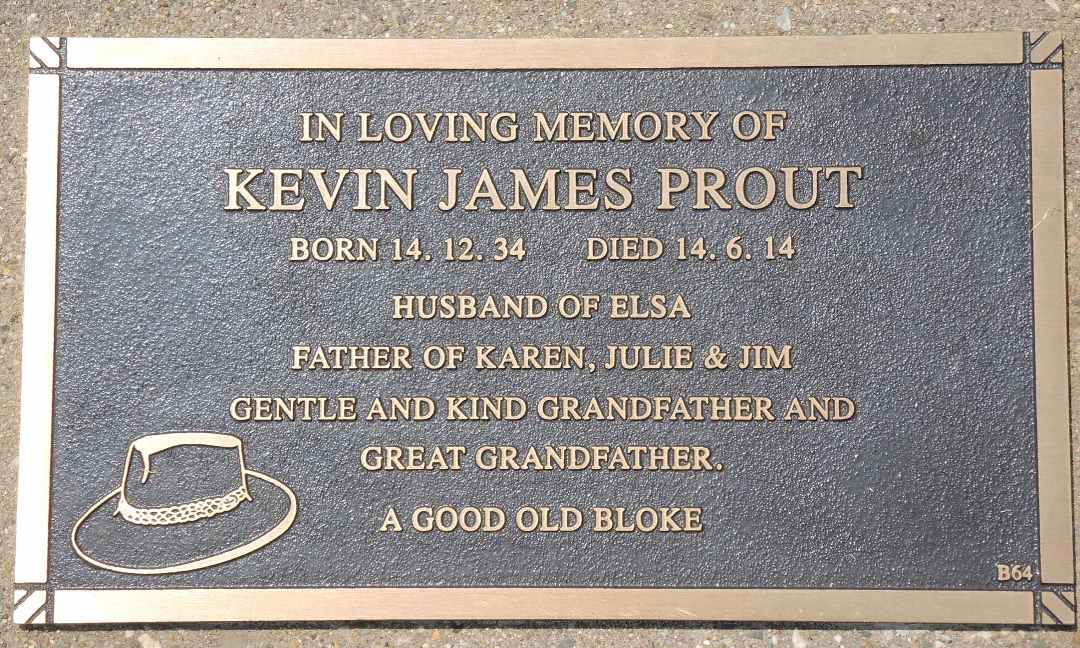 IN LOVING MEMORY OF
KEVIN JAMES PROUT
BORN 14. 12. 34 DIED 14. 6. 14
HUSBAND OF ELSA
FATHER OF KAREN, JULIE & JIM
GENTLE AND KIND GRANDFATHER AND
GREAT GRANDFATHER.
A GOOD OLD BLOKE
B64